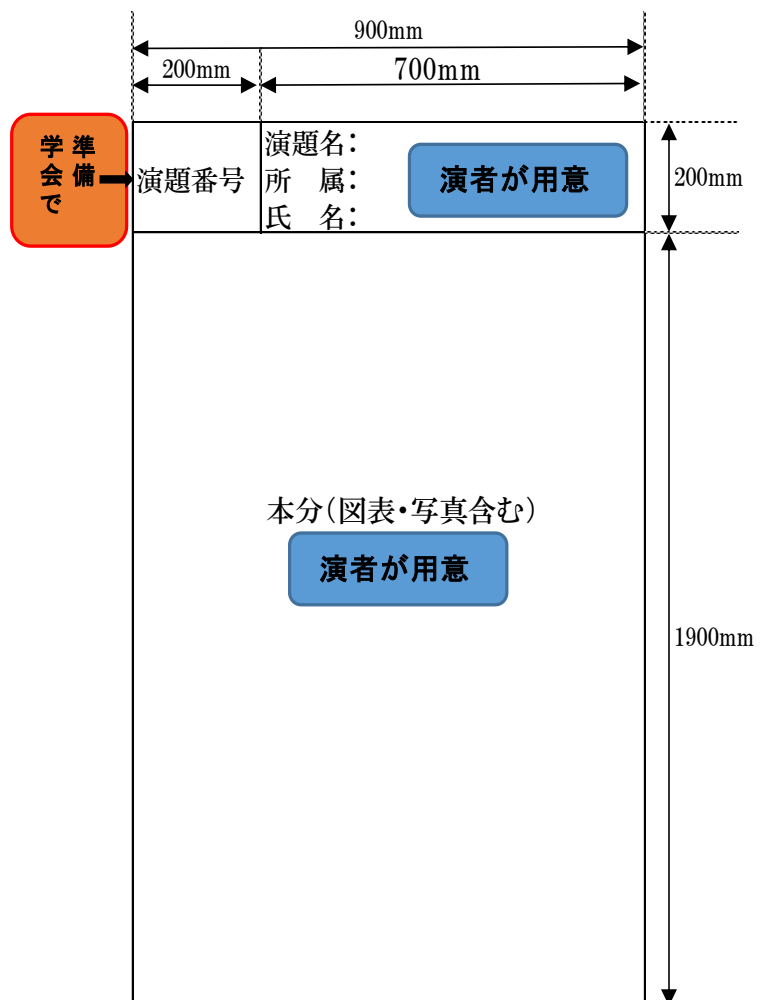 900mm
200mm
700mm
学会で
準備
演題番号
演題名：
所　属：
氏　名：
演者が用意
200mm
本分（図表・写真含む）
演者が用意
1900mm